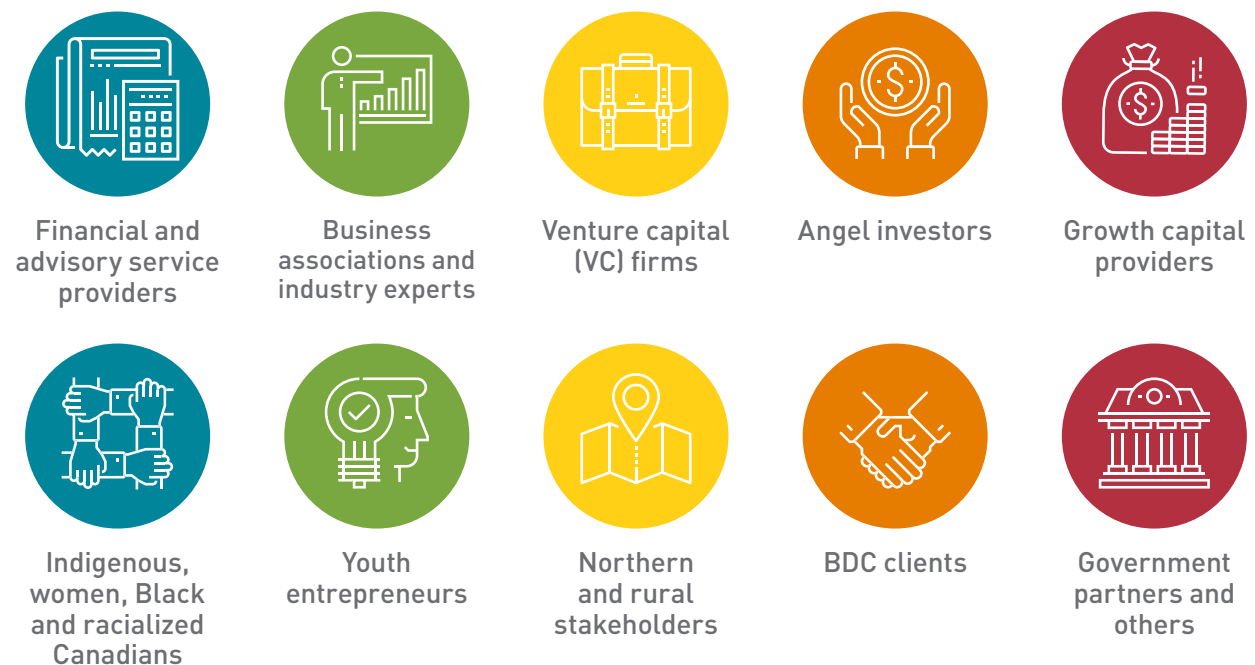 Financial and
advisory service
providers
Business
associations and
industry experts
Venture capital
(VC) firms
Angel investors
Growth capital
providers
Indigenous,
women, Black
and racialized
Canadians
Youth
entrepreneurs
Northern
and rural
stakeholders
BDC clients
Government
partners and
others